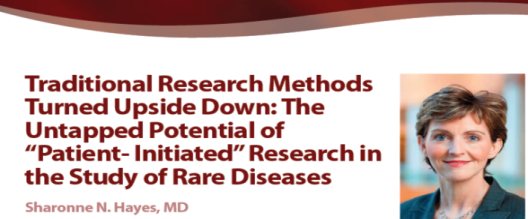 Traditional Research Methods
Turned Upside Down: The
Untapped Potential of
“Patient- Initiated” Research in
the Study of Rare Diseases
Sharonne N. Hayes, MD